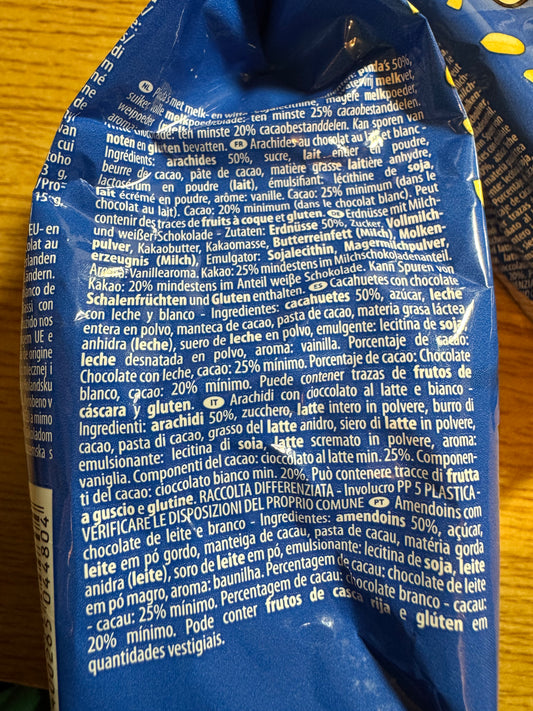 NL Pinda's met melk- en witte
pinda's 50%,
suiker, volle melkpoeder,
magere melkpoeder,
weipoeder
aroma: vanille. ten minste 25% cacaobestanddelen.
ten minste 20% cacaobestanddelen. Kan sporen van
noten en gluten bevatten. FR Arachides au chocolat au lait et blanc -
Ingrédients: arachides 50%, sucre, lait entier en poudre,
beurre de cacao, pâte de cacao, matière grasse laitière anhydre,
lactosérum en poudre (lait), émulsifiant: lécithine de soja,
lait écrémé en poudre, arôme: vanille. Cacao: 25% minimum (dans le
chocolat au lait). Cacao: 20% minimum (dans le chocolat blanc). Peut
contenir des traces de fruits à coque et gluten. DE Erdnüsse mit Milch-
und weißer Schokolade - Zutaten: Erdnüsse 50%, Zucker, Vollmilch-
pulver, Kakaobutter, Kakaomasse, Butterreinfett (Milch), Molken-
erzeugnis (Milch), Emulgator: Sojalecithin, Magermilchpulver,
Aroma: Vanillearoma. Kakao: 25% mindestens im Milchschokoladenanteil.
Kakao: 20% mindestens im Anteil weiße Schokolade. Kann Spuren von
Schalenfrüchten und Gluten enthalten. ES Cacahuetes con chocolate
con leche y blanco - Ingredientes: cacahuetes 50%, azúcar, leche
entera en polvo, manteca de cacao, pasta de cacao, materia grasa láctea
anhidra (leche), suero de leche en polvo, emulgente: lecitina de soja,
leche desnatada en polvo, aroma: vainilla. Porcentaje de cacao:
Chocolate con leche, cacao: 25% mínimo. Porcentaje de cacao: Chocolate
blanco, cacao: 20% mínimo. Puede contener trazas de frutos de
cáscara y gluten. IT Arachidi con cioccolato al latte e bianco -
Ingredienti: arachidi 50%, zucchero, latte intero in polvere, burro di
cacao, pasta di cacao, grasso del latte anidro, siero di latte in polvere,
emulsionante: lecitina di soia, latte scremato in polvere, aroma:
vaniglia. Componenti del cacao: cioccolato al latte min. 25%. Componen-
ti del cacao: cioccolato bianco min. 20%. Può contenere tracce di frutta
a guscio e glutine. RACCOLTA DIFFERENZIATA - Involucro PP 5 PLASTICA -
VERIFICARE LE DISPOSIZIONI DEL PROPRIO COMUNE PT Amendoins com
chocolate de leite e branco - Ingredientes: amendoins 50%, açúcar,
leite em pó gordo, manteiga de cacau, pasta de cacau, matéria gorda
anidra (leite), soro de leite em pó, emulsionante: lecitina de soja, leite
em pó magro, aroma: baunilha. Percentagem de cacau: chocolate de leite
- cacau: 25% mínimo. Percentagem de cacau: chocolate branco - cacau:
20% mínimo. Pode conter frutos de casca rija e glúten em
quantidades vestigiais.